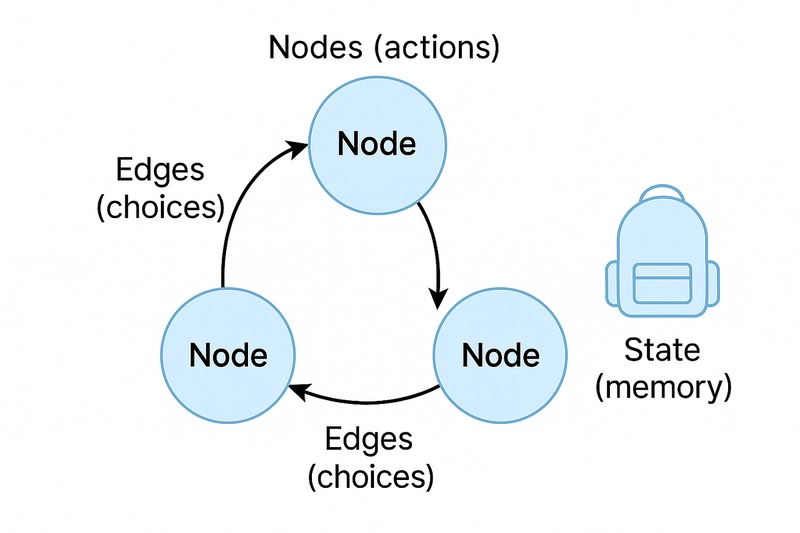 Nodes (actions)
Node
Edges
(choices)
Node
Node
State
(memory)
Edges
(choices)